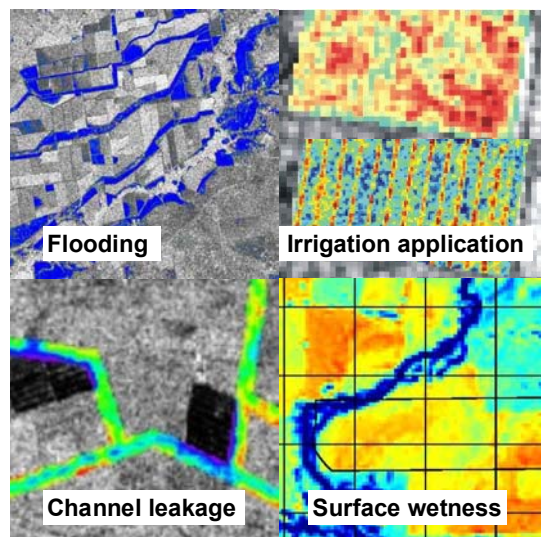 Flooding
Irrigation application
Channel leakage
Surface wetness